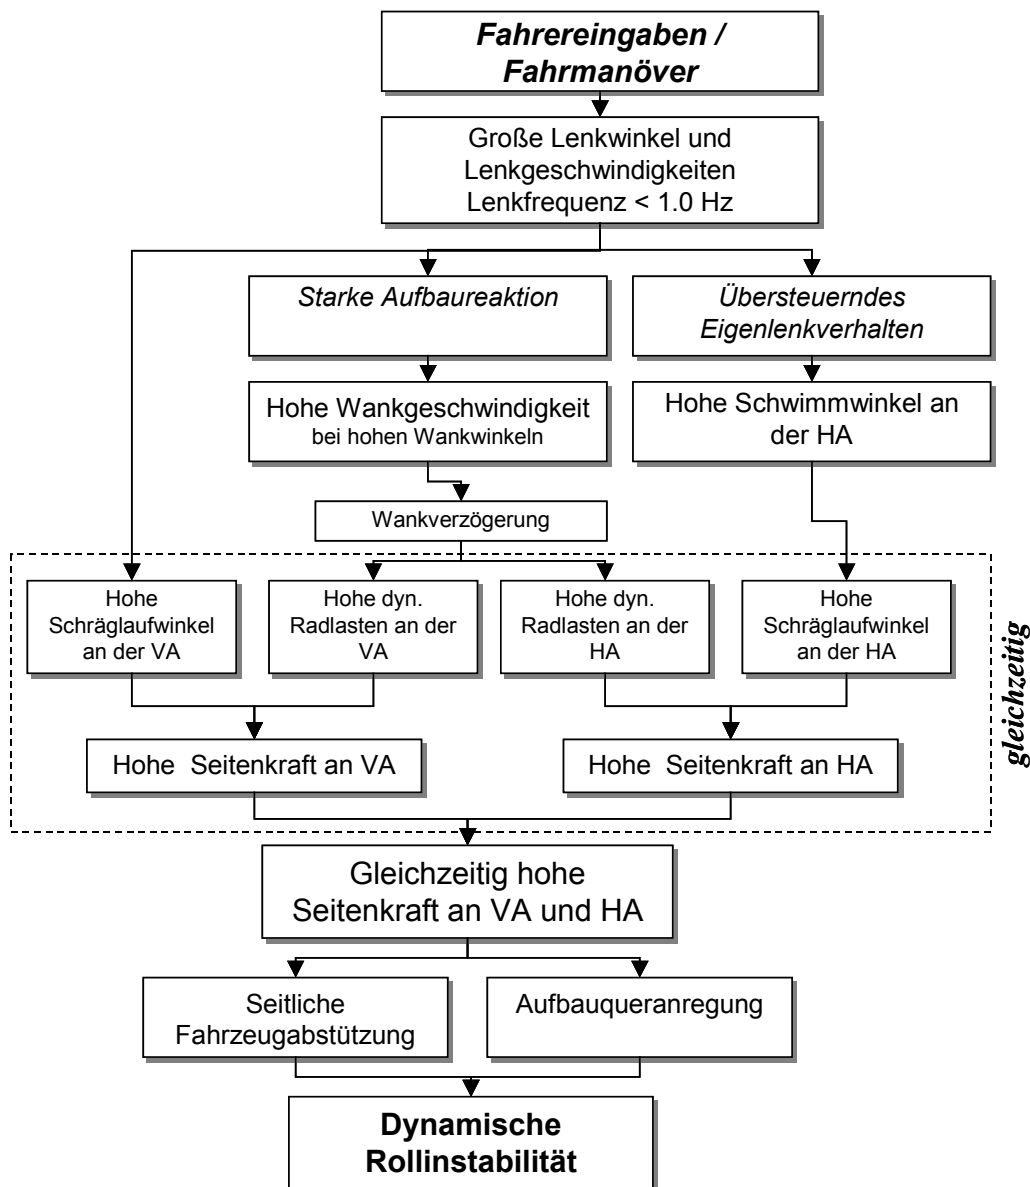 Fahrereingaben /
Fahrmanöver
Große Lenkwinkel und
Lenkgeschwindigkeiten
Lenkfrequenz < 1.0 Hz
Starke Aufbaureaktion
Übersteuerndes
Eigenlenkverhalten
Hohe Wankgeschwindigkeit
bei hohen Wankwinkeln
Hohe Schwimmwinkel an
der HA
Wankverzögerung
Hohe
Schräglaufwinkel
an der VA
Hohe dyn.
Radlasten an der
VA
Hohe dyn.
Radlasten an der
HA
Hohe
Schräglaufwinkel
an der HA
gleichzeitig
Hohe Seitenkraft an VA
Hohe Seitenkraft an HA
Gleichzeitig hohe
Seitenkraft an VA und HA
Seitliche
Fahrzeugabstützung
Aufbauqueranregung
Dynamische
Rollinstabilität